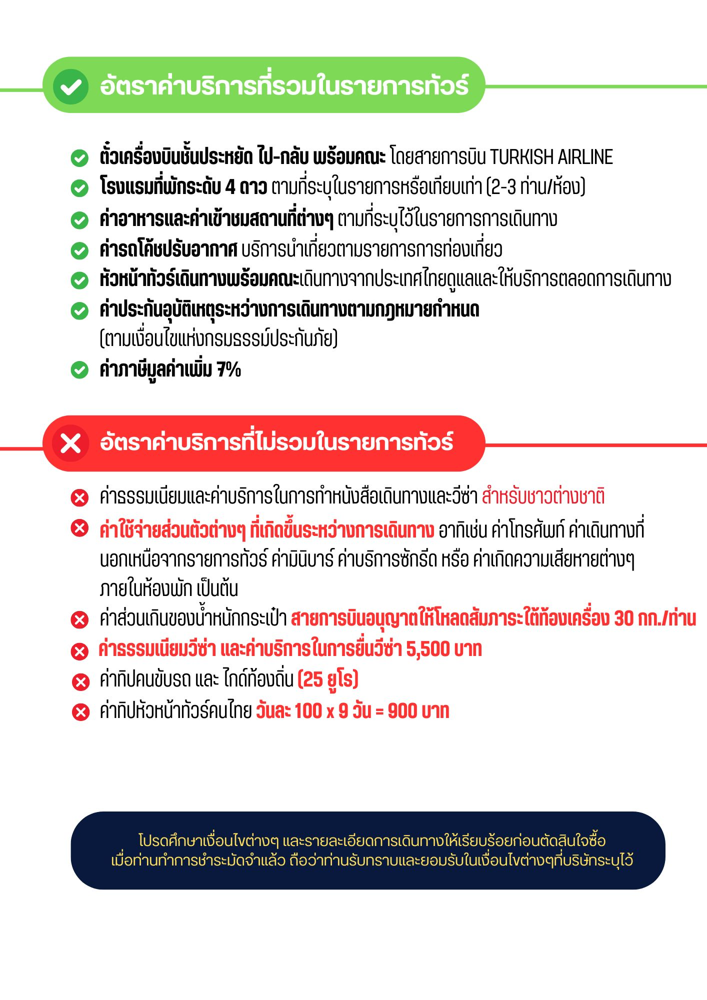 อัตราค่าบริการที่รวมในรายการทัวร์
ตั๋วเครื่องบินชั้นประหยัด ไป-กลับ พร้อมคณะ โดยสายการบิน TURKISH AIRLINE
โรงแรมที่พักระดับ 4 ดาว ตามที่ระบุในรายการหรือเทียบเท่า (2-3 ท่าน/ห้อง)
ค่าอาหารและค่าเข้าชมสถานที่ต่างๆ ตามที่ระบุไว้ในรายการการเดินทาง
ค่ารถโค้ชปรับอากาศ บริการนำเที่ยวตามรายการการท่องเที่ยว
หัวหน้าทัวร์เดินทางพร้อมคณะเดินทางจากประเทศไทยดูแลและให้บริการตลอดการเดินทาง
ค่าประกันอุบัติเหตุระหว่างการเดินทางตามกฎหมายกำหนด
(ตามเงื่อนไขแห่งกรมธรรม์ประกันภัย)
ค่าภาษีมูลค่าเพิ่ม 7%
อัตราค่าบริการที่ไม่รวมในรายการทัวร์
ค่าธรรมเนียมและค่าบริการในการทำหนังสือเดินทางและวีซ่า สำหรับชาวต่างชาติ
ค่าใช้จ่ายส่วนตัวต่างๆ ที่เกิดขึ้นระหว่างการเดินทาง อาทิเช่น ค่าโทรศัพท์ ค่าเดินทางที่
นอกเหนือจากรายการทัวร์ ค่ามินิบาร์ ค่าบริการซักรีด หรือ ค่าเกิดความเสียหายต่างๆ
ภายในห้องพัก เป็นต้น
ค่าส่วนเกินของน้ำหนักกระเป๋า สายการบินอนุญาตให้โหลดสัมภาระใต้ท้องเครื่อง 30 กก./ท่าน
ค่าธรรมเนียมวีซ่า และค่าบริการในการยื่นวีซ่า 5,500 บาท
ค่าทิปคนขับรถ และ ไกด์ท้องถิ่น (25 ยูโร)
ค่าทิปหัวหน้าทัวร์คนไทย วันละ 100 x 9 วัน = 900 บาท
โปรดศึกษาเงื่อนไขต่างๆ และรายละเอียดการเดินทางให้เรียบร้อยก่อนตัดสินใจซื้อ
เมื่อท่านทำการชำระมัดจำแล้ว ถือว่าท่านรับทราบและยอมรับในเงื่อนไขต่างๆที่บริษัทระบุไว้